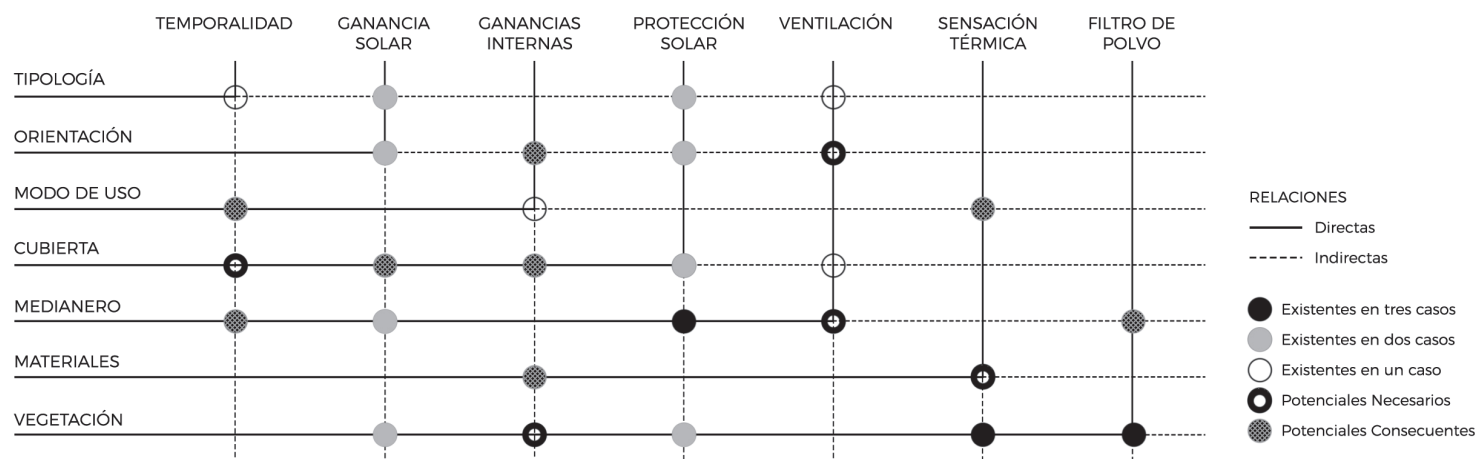 TEMPORALIDAD
GANANCIA
SOLAR
GANANCIAS
INTERNAS
PROTECCIÓN
SOLAR
VENTILACIÓN
SENSACIÓN
TÉRMICA
FILTRO DE
POLVO
TIPOLOGÍA
ORIENTACIÓN
MODO DE USO
CUBIERTA
MEDIANERO
MATERIALES
VEGETACIÓN
RELACIONES
Directas
Indirectas
Existentes en tres casos
Existentes en dos casos
Existentes en un caso
Potenciales Necesarios
Potenciales Consecuentes